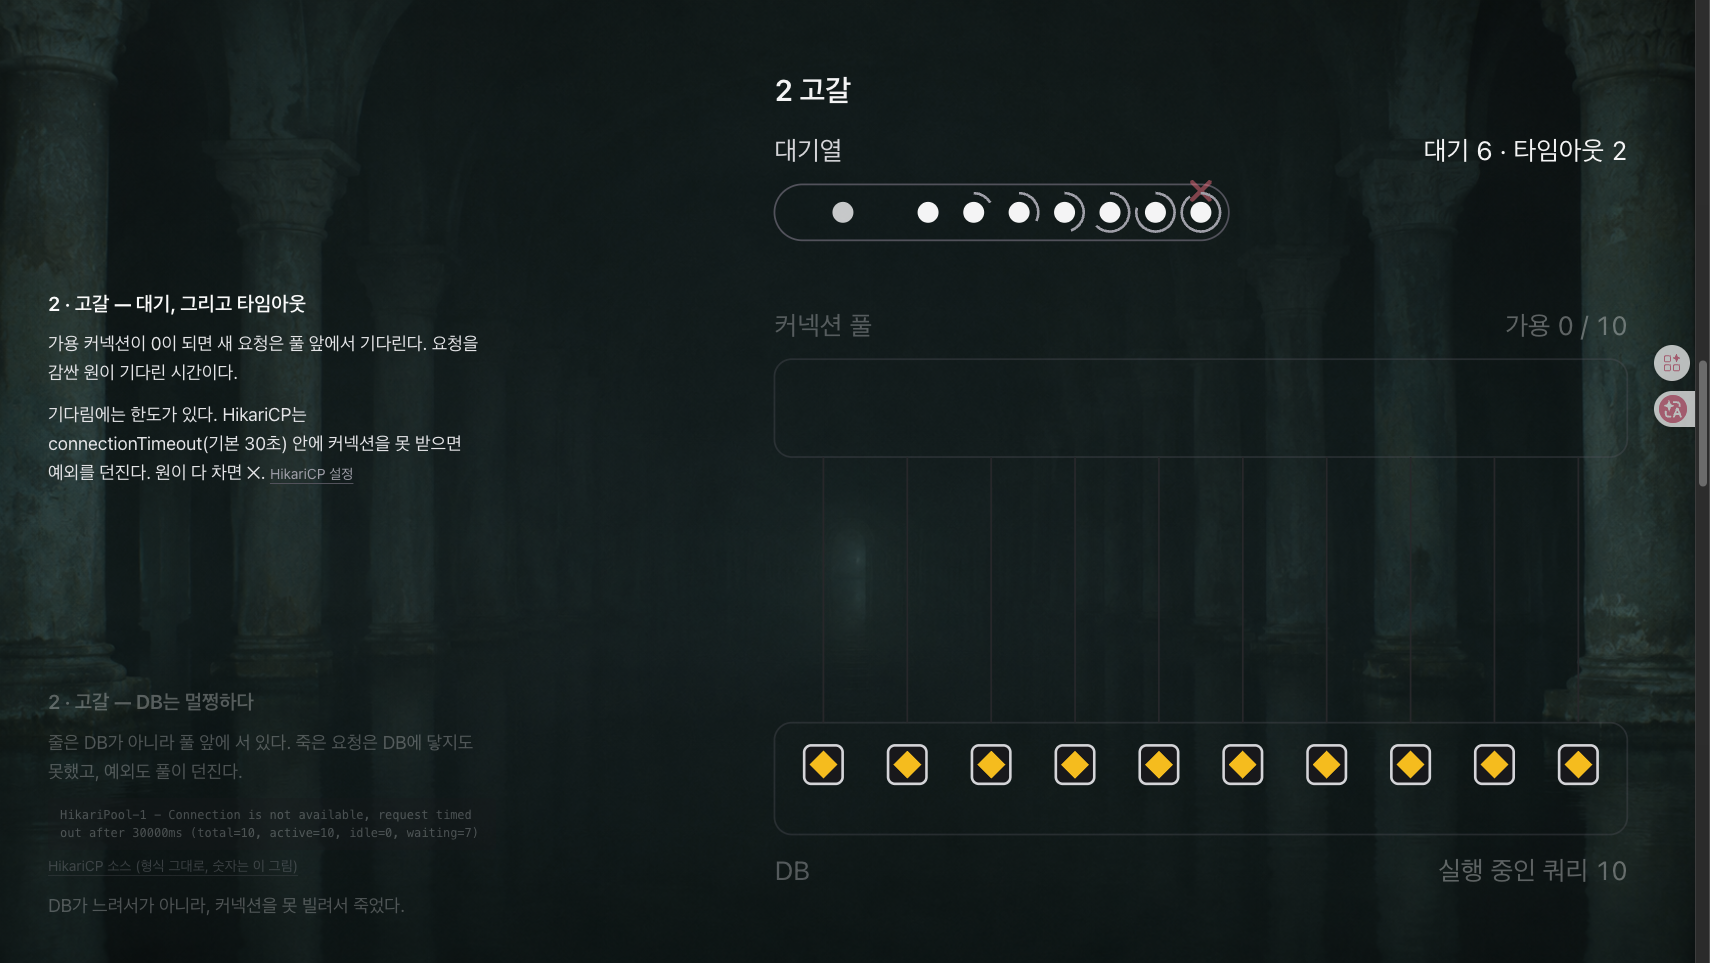 2 고갈
대기열
대기 6 · 타임아웃 2
2 · 고갈 — 대기, 그리고 타임아웃
가용 커넥션이 0이 되면 새 요청은 풀 앞에서 기다린다. 요청을
감싼 원이 기다린 시간이다.
기다림에는 한도가 있다. HikariCP는
connectionTimeout(기본 30초) 안에 커넥션을 못 받으면
예외를 던진다. 원이 다 차면 ✕. HikariCP 설정
커넥션 풀
가용 0 / 10
2 · 고갈 — DB는 멀쩡하다
줄은 DB가 아니라 풀 앞에 서 있다. 죽은 요청은 DB에 닿지도
못했고, 예외도 풀이 던진다.
HikariPool-1 - Connection is not available, request timed
out after 30000ms (total=10, active=10, idle=0, waiting=7)
HikariCP 소스 (형식 그대로, 숫자는 이 그림)
DB가 느려서가 아니라, 커넥션을 못 빌려서 죽었다.
DB
실행 중인 쿼리 10